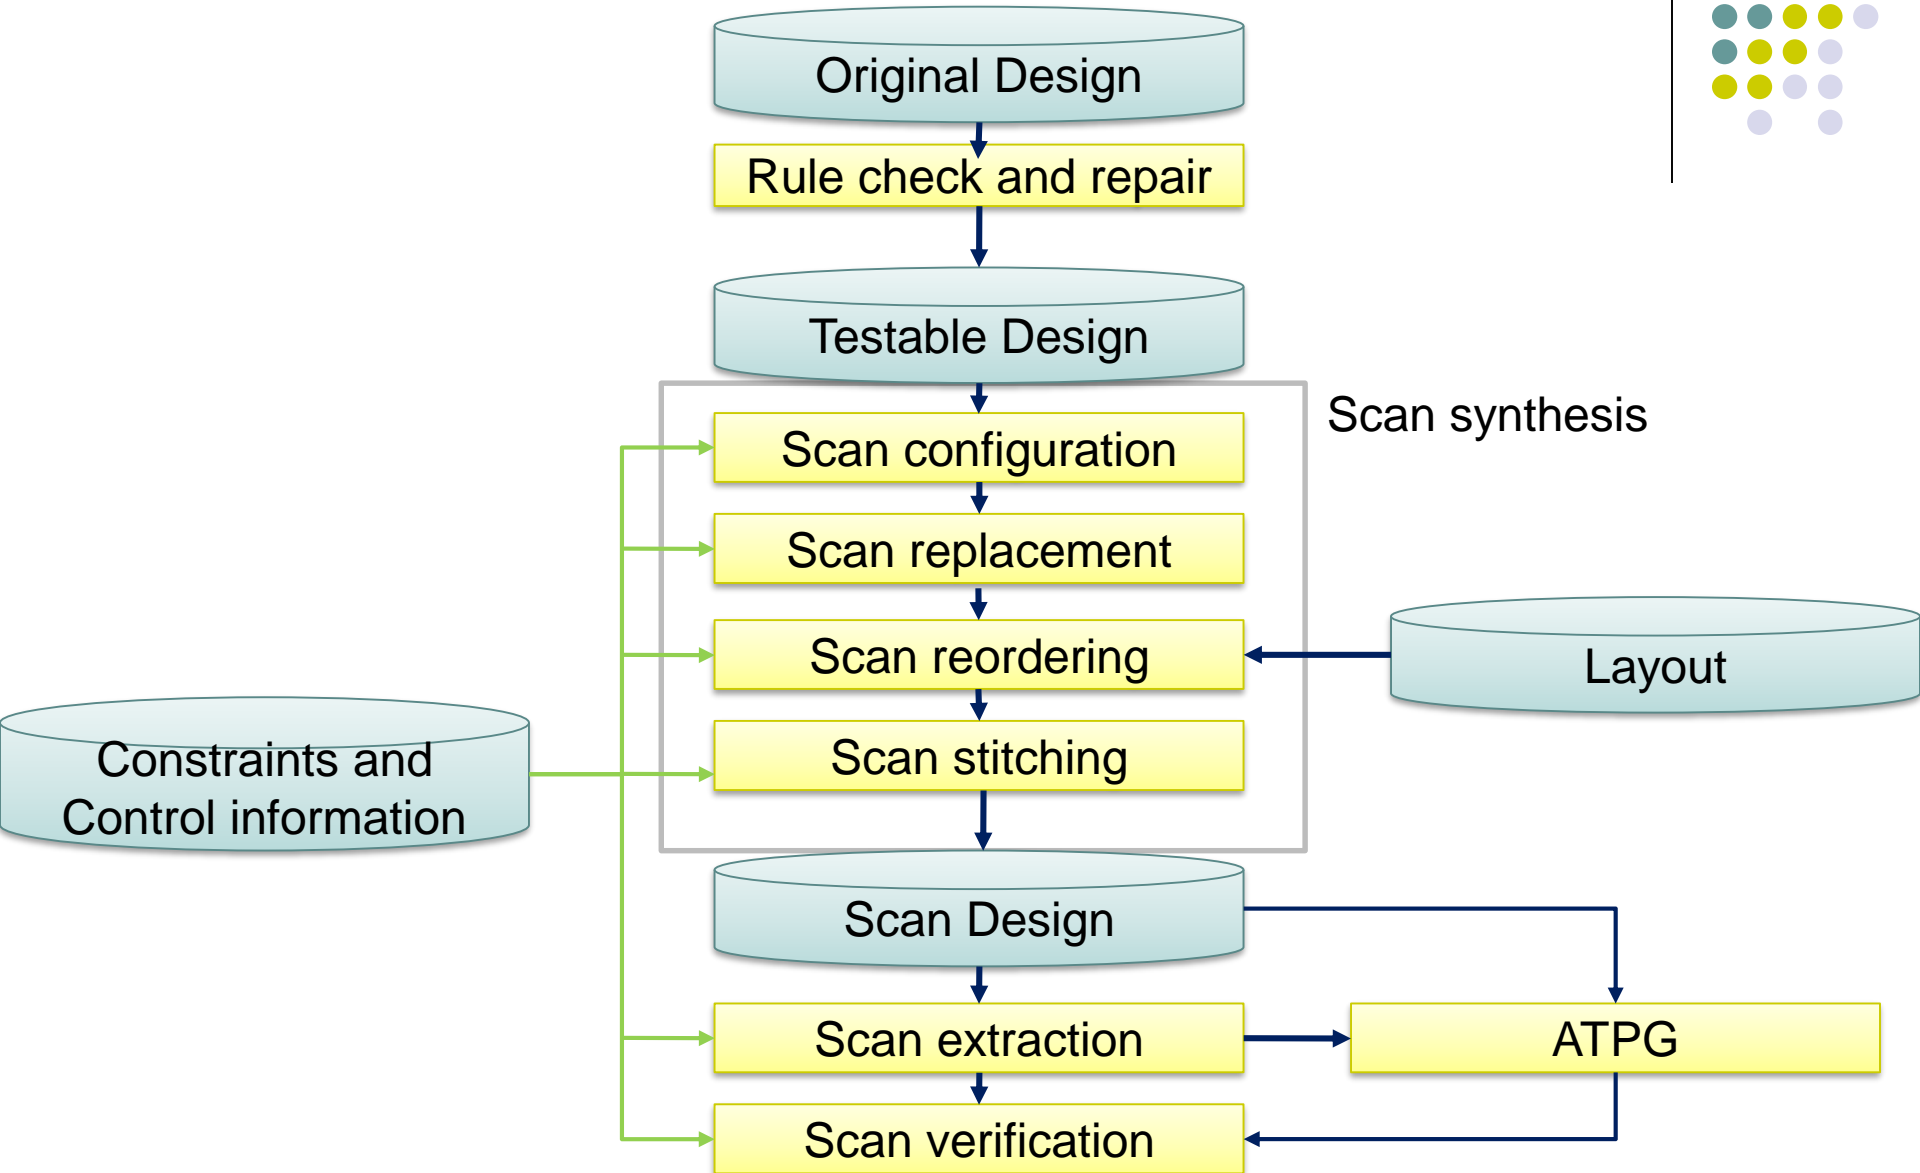 Original Design
Rule check and repair
Testable Design
Scan synthesis
Scan configuration
Scan replacement
Scan reordering
Layout
Scan stitching
Constraints and
Control information
Scan Design
Scan extraction
ATPG
Scan verification